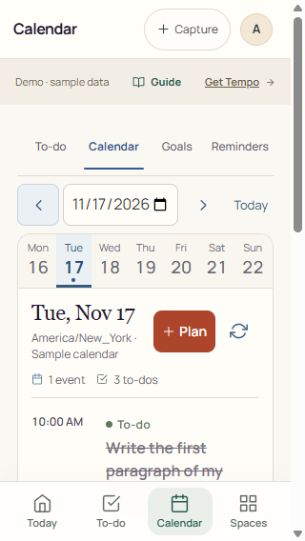 Calendar
+ Capture
A
Demo · sample data
Guide
Get Tempo →
To-do
Calendar
Goals
Reminders
11/17/2026
Today
Mon Tue Wed Thu Fri Sat Sun
16 17 18 19 20 21 22
Tue, Nov 17
America/New_York ·
Sample calendar
+ Plan
1 event
3 to-dos
10:00 AM
To-do
Write the first
paragraph of my
Today
To-do
Calendar
Spaces